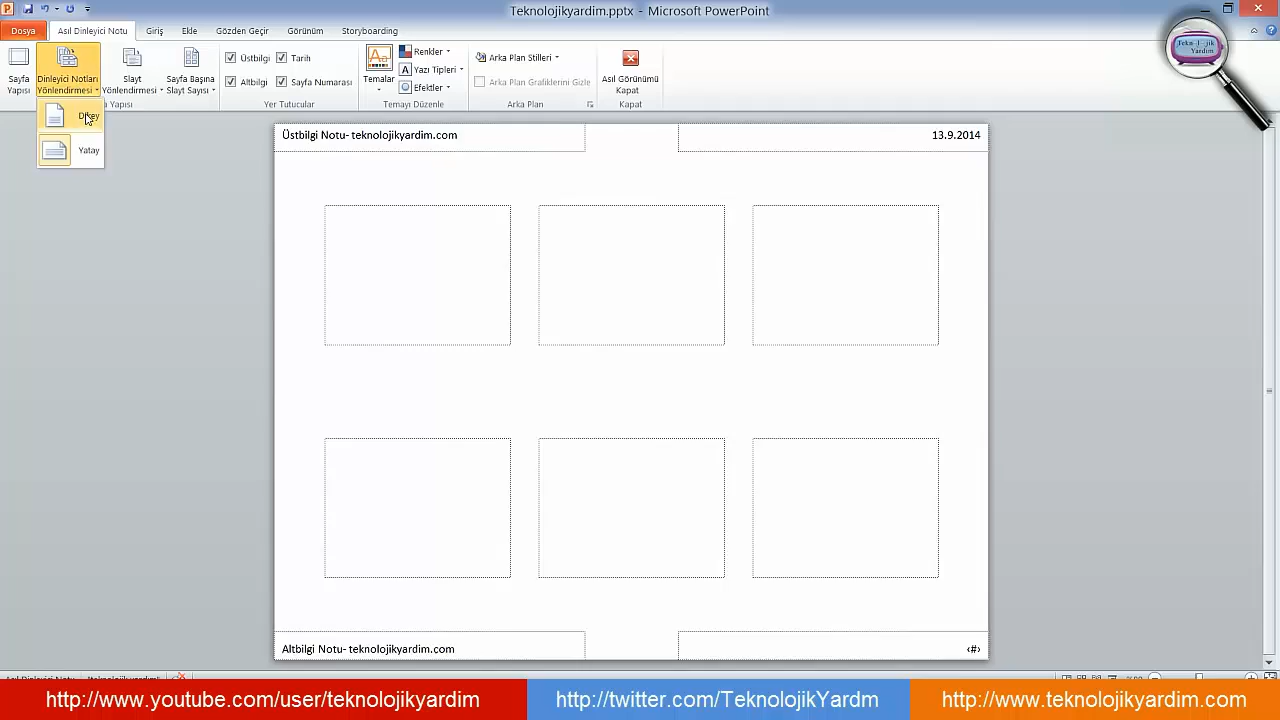 Teknolojikyardim.pptx - Microsoft PowerPoint
Dosya
Asıl Dinleyici Notu
Giriş
Ekle
Gözden Geçir
Görünüm
Storyboarding
Sayfa Yapısı
Dinleyici Notları Yönlendirmesi
Slayt Yönlendirmesi
Sayfa Başına Slayt Sayısı
Üstbilgi
Tarih
Altbilgi
Sayfa Numarası
Temalar
Renkler
Yazı Tipleri
Efektler
Arka Plan Stilleri
Arka Plan Grafiklerini Gizle
Asıl Görünümü Kapat
Yapısı
Yer Tutucular
Temayı Düzenle
Arka Plan
Kapat
Dikey
Yatay
Üstbilgi Notu- teknolojikyardim.com
13.9.2014
Altbilgi Notu- teknolojikyardim.com
‹#›
http://www.youtube.com/user/teknolojikyardim
http://twitter.com/TeknolojikYardm
http://www.teknolojikyardim.com